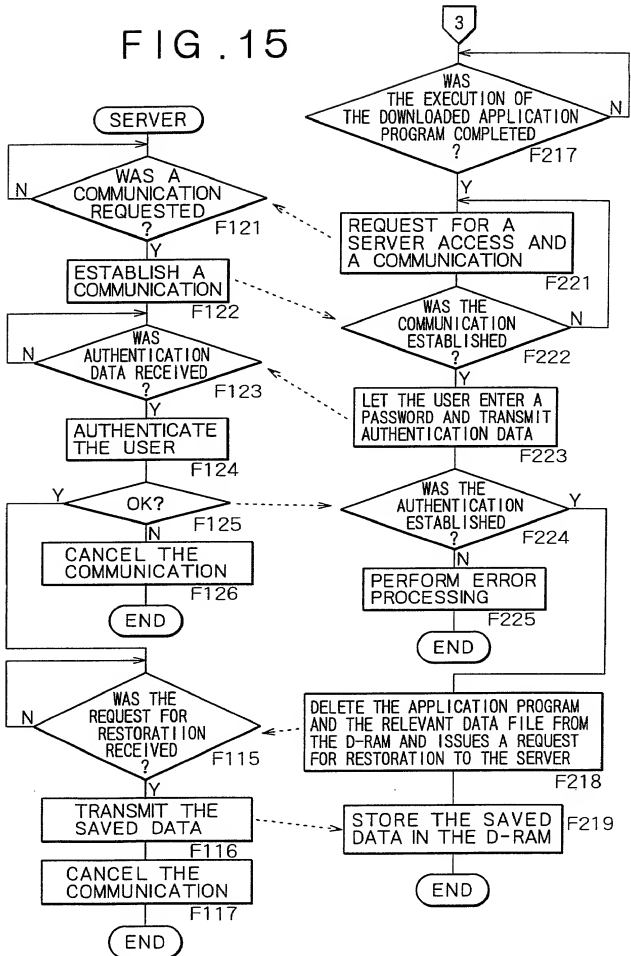 FIG.15
SERVER
WAS A
COMMUNICATION
REQUESTED
?
F121
N
Y
ESTABLISH A
COMMUNICATION
F122
WAS
AUTHENTICATION
DATA RECEIVED
?
F123
N
Y
AUTHENTICATE
THE USER
F124
OK?
F125
Y
N
CANCEL THE
COMMUNICATION
F126
END
WAS THE
REQUEST FOR
RESTORATIION
RECEIVED
?
F115
N
Y
TRANSMIT THE
SAVED DATA
F116
CANCEL THE
COMMUNICATION
F117
END
3
WAS
THE EXECUTION OF
THE DOWNLOADED APPLICATION
PROGRAM COMPLETED
?
F217
N
Y
REQUEST FOR A
SERVER ACCESS AND
A COMMUNICATION
F221
WAS THE
COMMUNICATION
ESTABLISHED
?
F222
N
Y
LET THE USER ENTER A
PASSWORD AND TRANSMIT
AUTHENTICATION DATA
F223
WAS THE
AUTHENTICATION
ESTABLISHED
?
F224
Y
N
PERFORM ERROR
PROCESSING
F225
END
DELETE THE APPLICATION PROGRAM
AND THE RELEVANT DATA FILE FROM
THE D-RAM AND ISSUES A REQUEST
FOR RESTORATION TO THE SERVER
F218
STORE THE SAVED
DATA IN THE D-RAM
F219
END